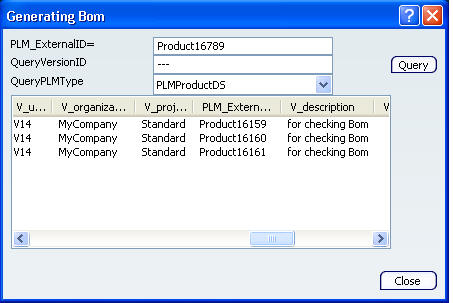 Generating Bom
PLM_ExternalID= Product16789
QueryVersionID ---
Query
QueryPLMType PLMProductDS
V_u... V_organiza... V_proj... PLM_Extern... V_description V
V14 MyCompany Standard Product16159 for checking Bom
V14 MyCompany Standard Product16160 for checking Bom
V14 MyCompany Standard Product16161 for checking Bom
Close